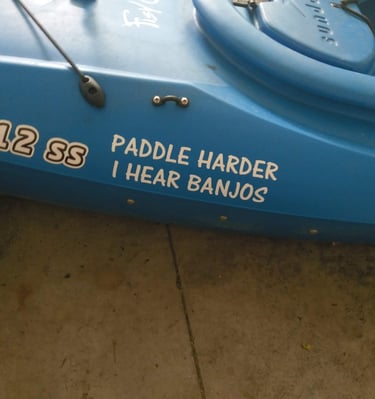 12 SS
PADDLE HARDER
I HEAR BANJOS